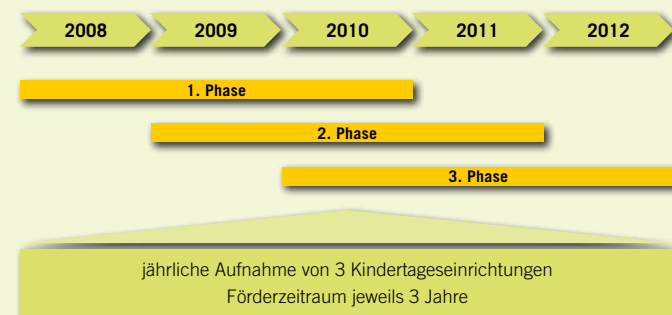 2008 2009 2010 2011 2012
1. Phase
2. Phase
3. Phase
jährliche Aufnahme von 3 Kindertageseinrichtungen
Förderzeitraum jeweils 3 Jahre